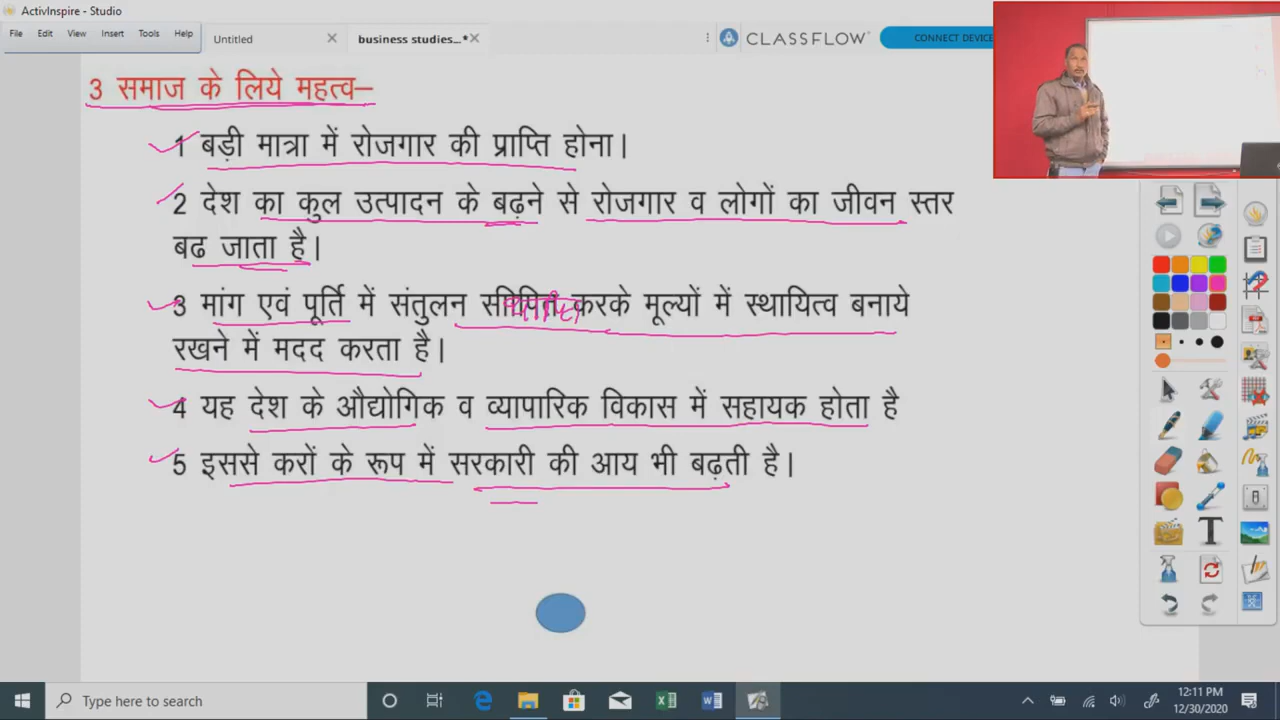 ActivInspire - Studio
File Edit View Insert Tools Help
Untitled
business studies...*
CLASSFLOW
CONNECT DEVICE
3 समाज के लिये महत्व–
1 बड़ी मात्रा में रोजगार की प्राप्ति होना।
2 देश का कुल उत्पादन के बढ़ने से रोजगार व लोगों का जीवन स्तर
बढ जाता है।
3 मांग एवं पूर्ति में संतुलन करके मूल्यों में स्थायित्व बनाये
रखने में मदद करता है।
4 यह देश के औद्योगिक व व्यापारिक विकास में सहायक होता है
5 इससे करों के रूप में सरकारी की आय भी बढ़ती है।
Type here to search
12:11 PM
12/30/2020